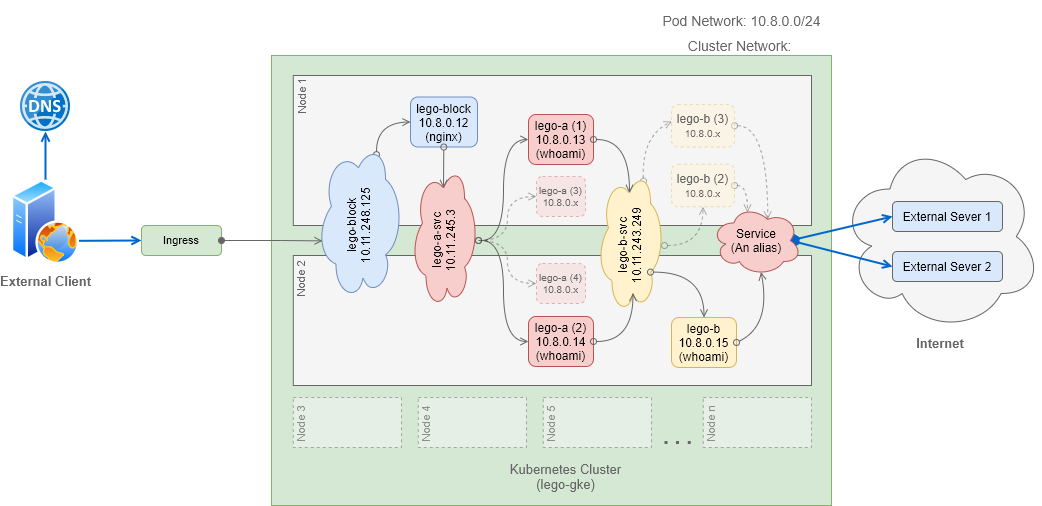 Pod Network: 10.8.0.0/24
Cluster Network:
DNS
External Client
Ingress
Node 1
lego-block
10.11.248.125
lego-block
10.8.0.12
(nginx)
lego-a-svc
10.11.245.3
lego-a (1)
10.8.0.13
(whoami)
lego-a (3)
10.8.0.x
lego-a (4)
10.8.0.x
lego-a (2)
10.8.0.14
(whoami)
lego-b-svc
10.11.243.249
lego-b (3)
10.8.0.x
lego-b (2)
10.8.0.x
lego-b
10.8.0.15
(whoami)
Service
(An alias)
Node 2
External Sever 1
External Sever 2
Internet
Node 3
Node 4
Node 5
. . .
Node n
Kubernetes Cluster
(lego-gke)